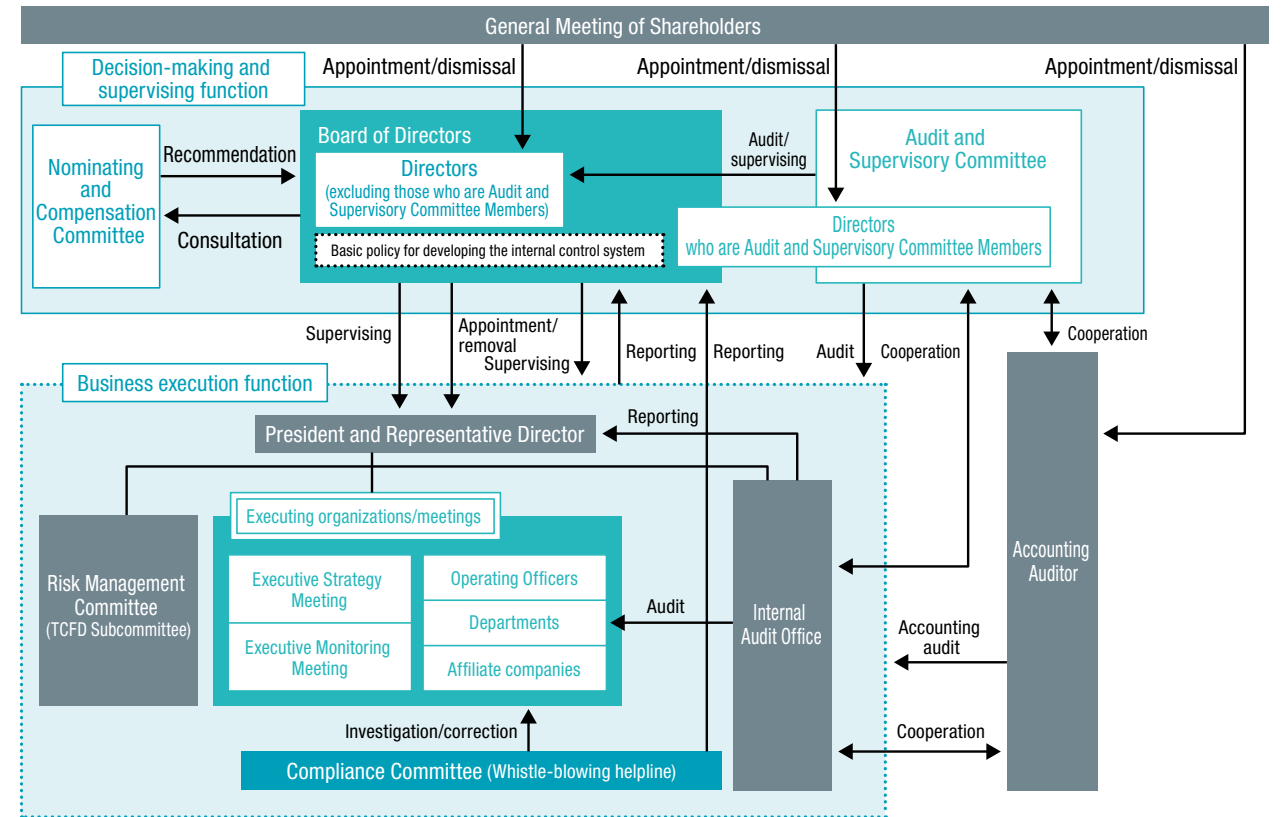 General Meeting of Shareholders
Decision-making and
supervising function
Appointment/dismissal
Appointment/dismissal
Appointment/dismissal
Nominating
and
Compensation
Committee
Recommendation
Consultation
Board of Directors
Directors
(excluding those who are Audit and
Supervisory Committee Members)
Basic policy for developing the internal control system
Audit/
supervising
Audit and
Supervisory Committee
Directors
who are Audit and Supervisory Committee Members
Supervising
Appointment/
removal
Supervising
Reporting
Reporting
Audit
Cooperation
Cooperation
Business execution function
President and Representative Director
Reporting
Risk Management
Committee
(TCFD Subcommittee)
Executing organizations/meetings
Executive Strategy
Meeting
Executive Monitoring
Meeting
Operating Officers
Departments
Affiliate companies
Audit
Internal
Audit Office
Accounting
Auditor
Accounting
audit
Cooperation
Investigation/correction
Compliance Committee (Whistle-blowing helpline)